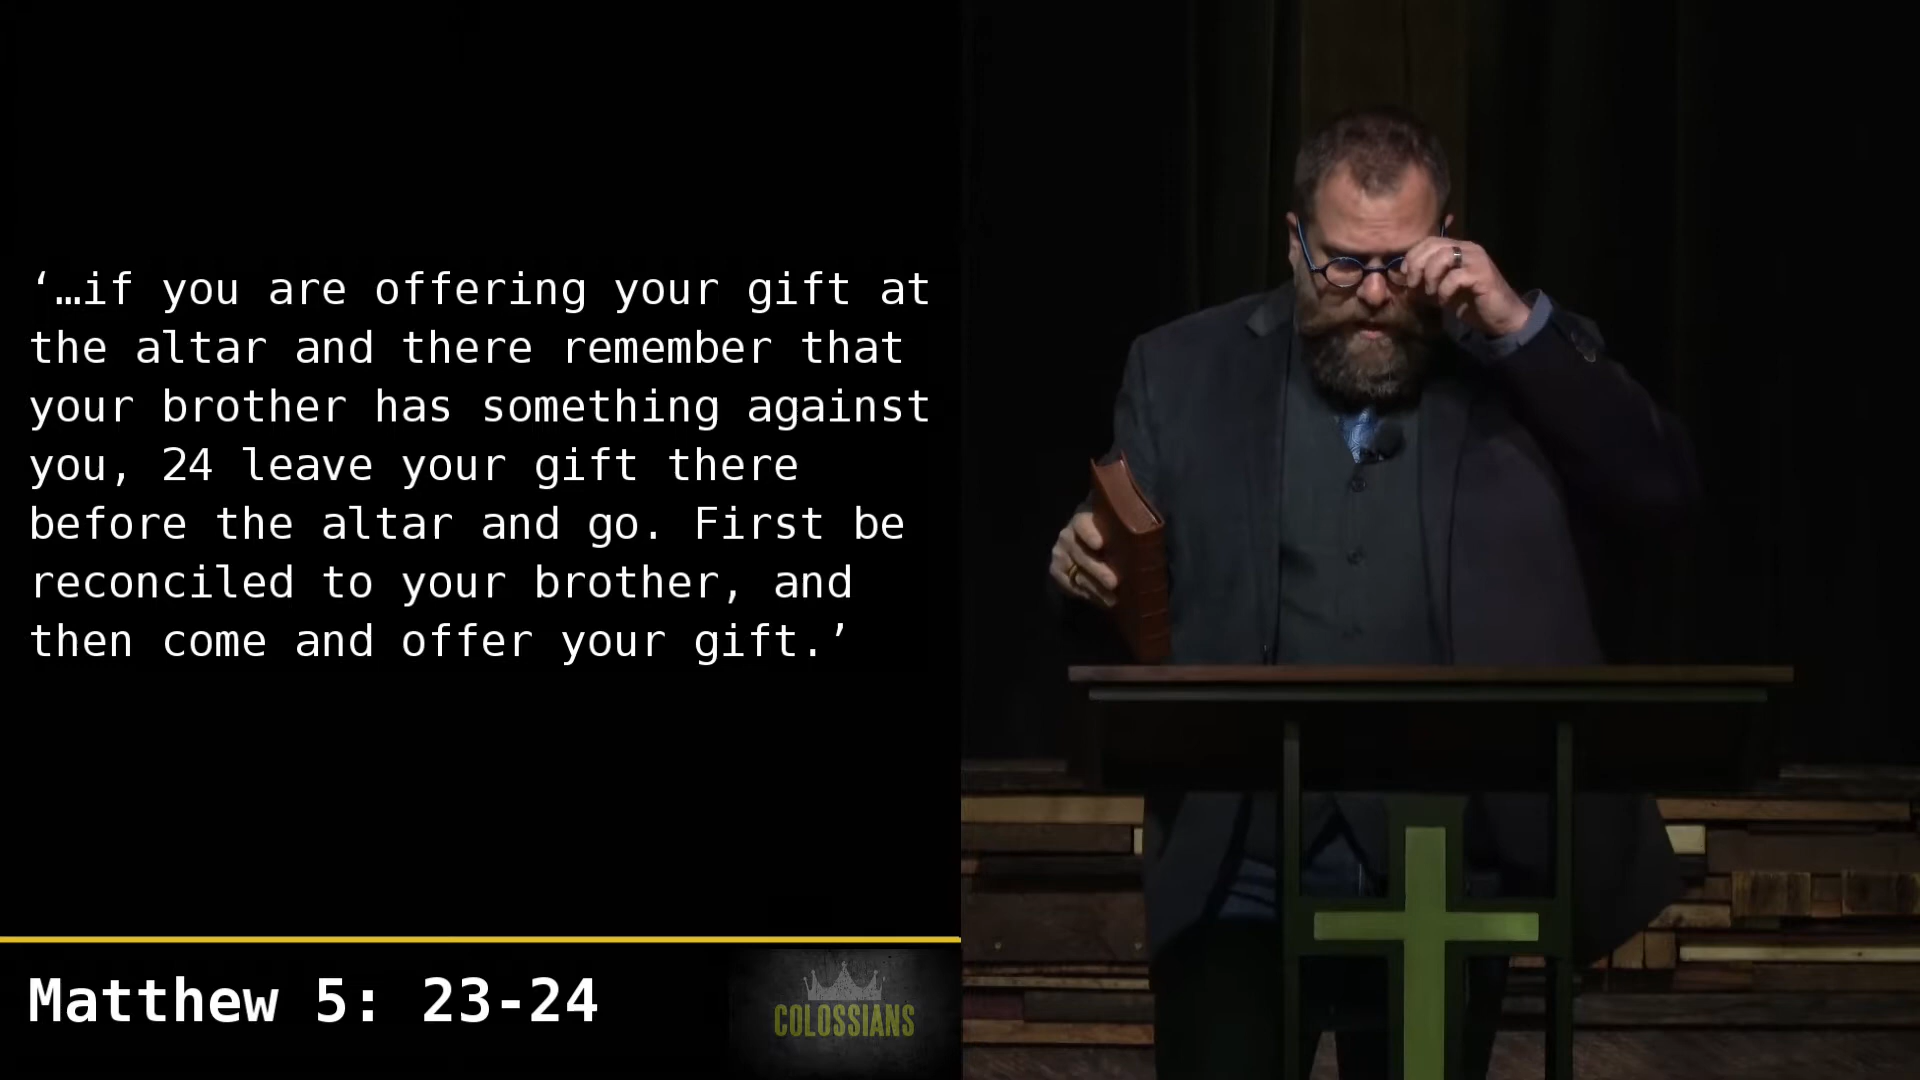 ‘…if you are offering your gift at
the altar and there remember that
your brother has something against
you, 24 leave your gift there
before the altar and go. First be
reconciled to your brother, and
then come and offer your gift.’
Matthew 5: 23-24
COLOSSIANS